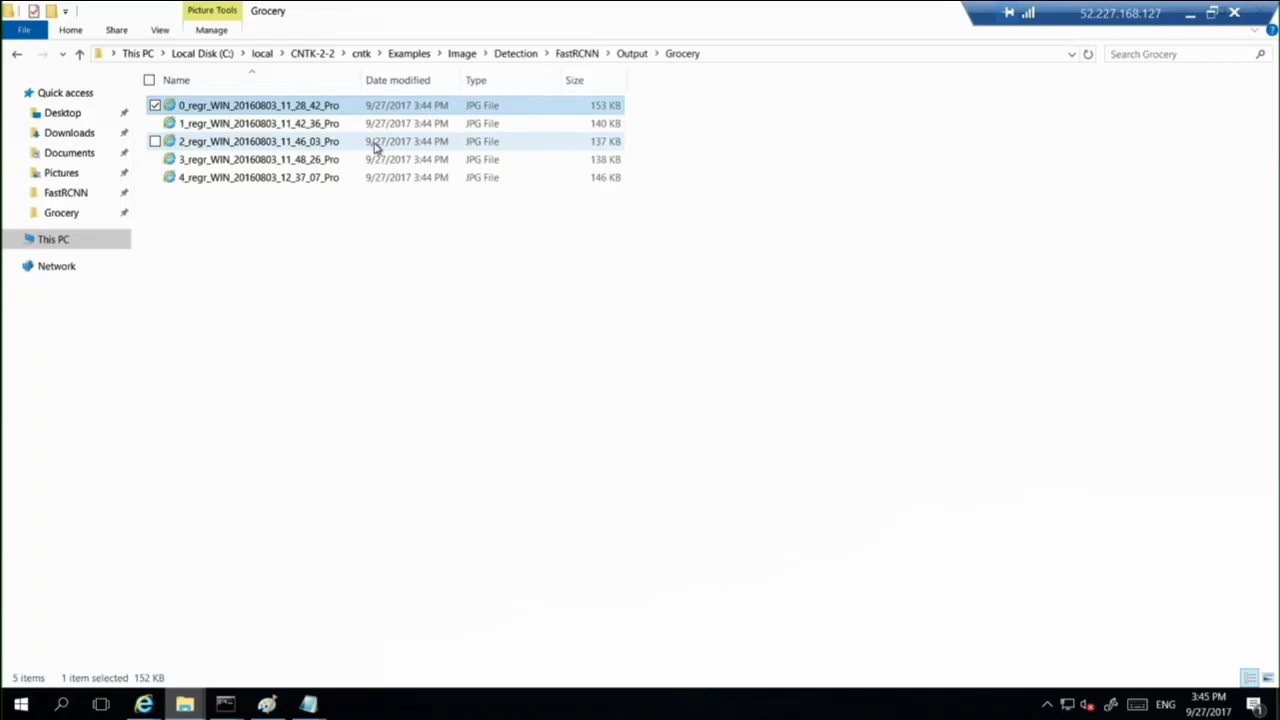 Picture Tools Grocery
52.227.168.127
File Home Share View Manage
This PC Local Disk (C:) local CNTK-2-2 cntk Examples Image Detection FastRCNN Output Grocery
Search Grocery
Name Date modified Type Size
Quick access
Desktop
Downloads
Documents
Pictures
FastRCNN
Grocery
This PC
Network
0_regr_WIN_20160803_11_28_42_Pro 9/27/2017 3:44 PM JPG File 153 KB
1_regr_WIN_20160803_11_42_36_Pro 9/27/2017 3:44 PM JPG File 140 KB
2_regr_WIN_20160803_11_46_03_Pro 9/27/2017 3:44 PM JPG File 137 KB
3_regr_WIN_20160803_11_48_26_Pro 9/27/2017 3:44 PM JPG File 138 KB
4_regr_WIN_20160803_12_37_07_Pro 9/27/2017 3:44 PM JPG File 146 KB
5 items 1 item selected 152 KB
ENG
3:45 PM
9/27/2017
1